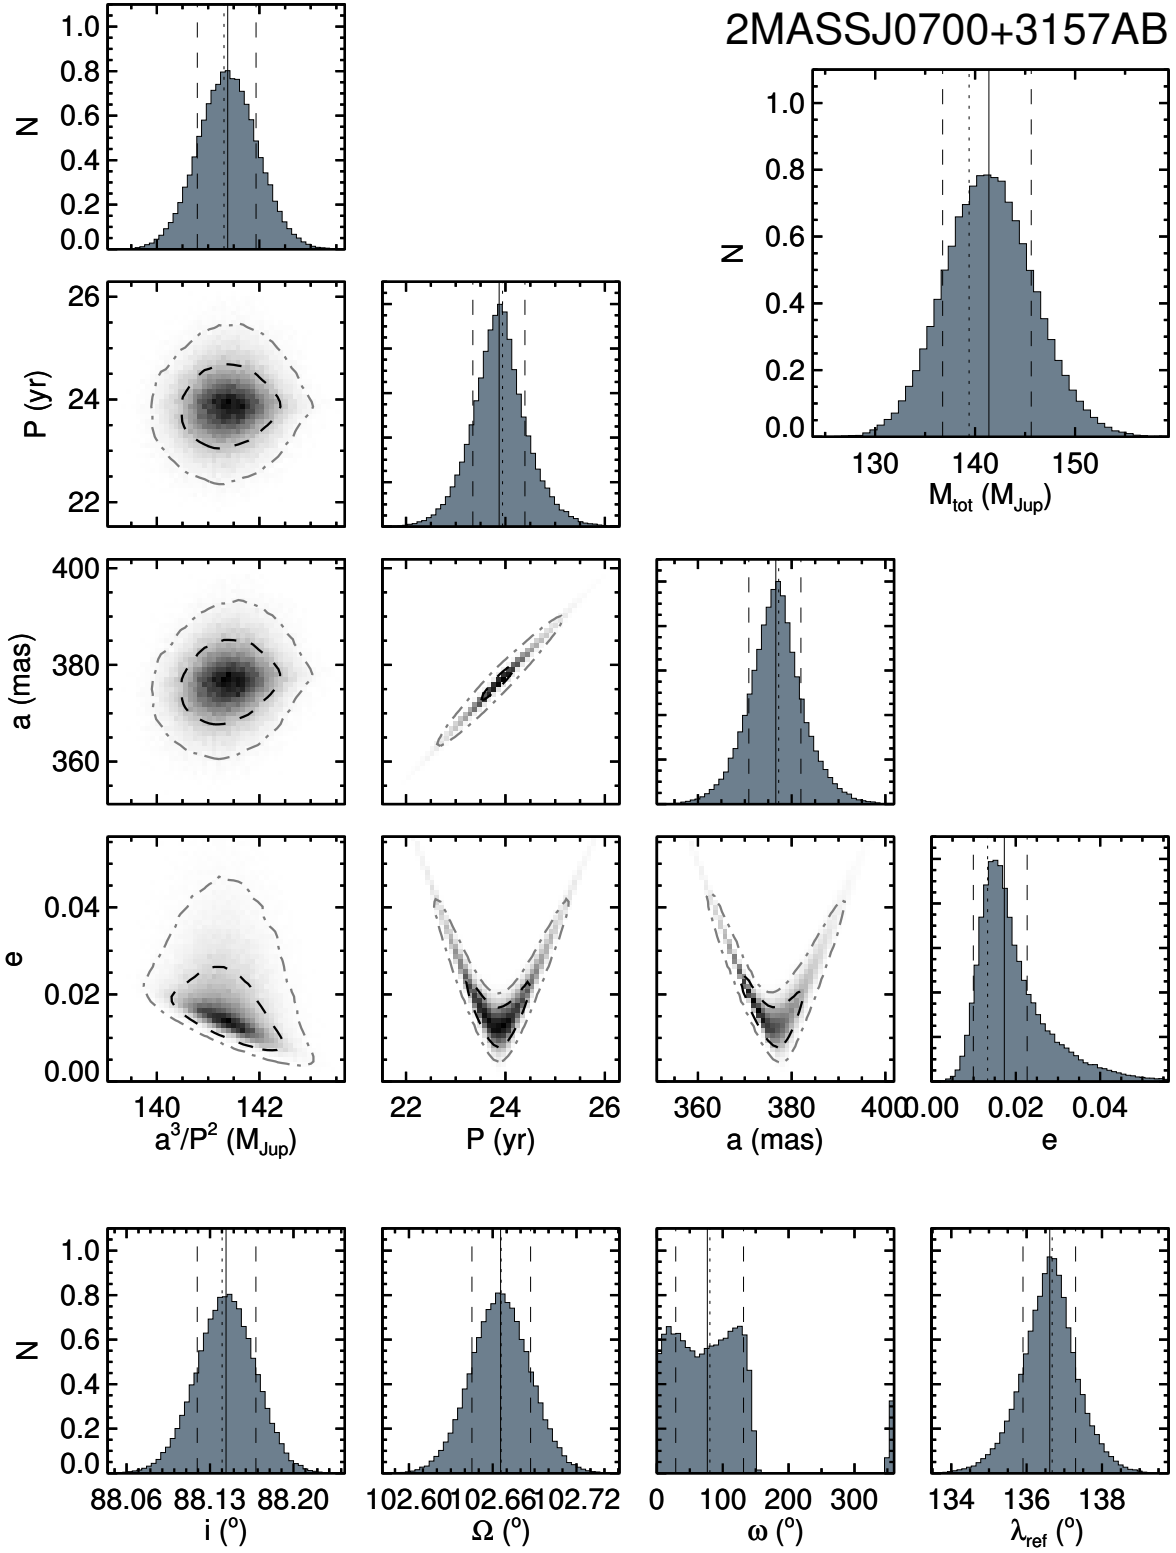 2MASSJ0700+3157AB
1.0
0.8
0.6
0.4
0.2
0.0
N
1.0
0.8
0.6
0.4
0.2
0.0
N
130 140 150
M_tot (M_Jup)
26
24
22
P (yr)
400
380
360
a (mas)
0.04
0.02
0.00
e
140 142
a³/P² (M_Jup)
22 24 26
P (yr)
360 380 400
a (mas)
0.00 0.02 0.04
e
1.0
0.8
0.6
0.4
0.2
0.0
N
88.06 88.13 88.20
i (°)
102.60 102.66 102.72
Ω (°)
0 100 200 300
ω (°)
134 136 138
λ_ref (°)